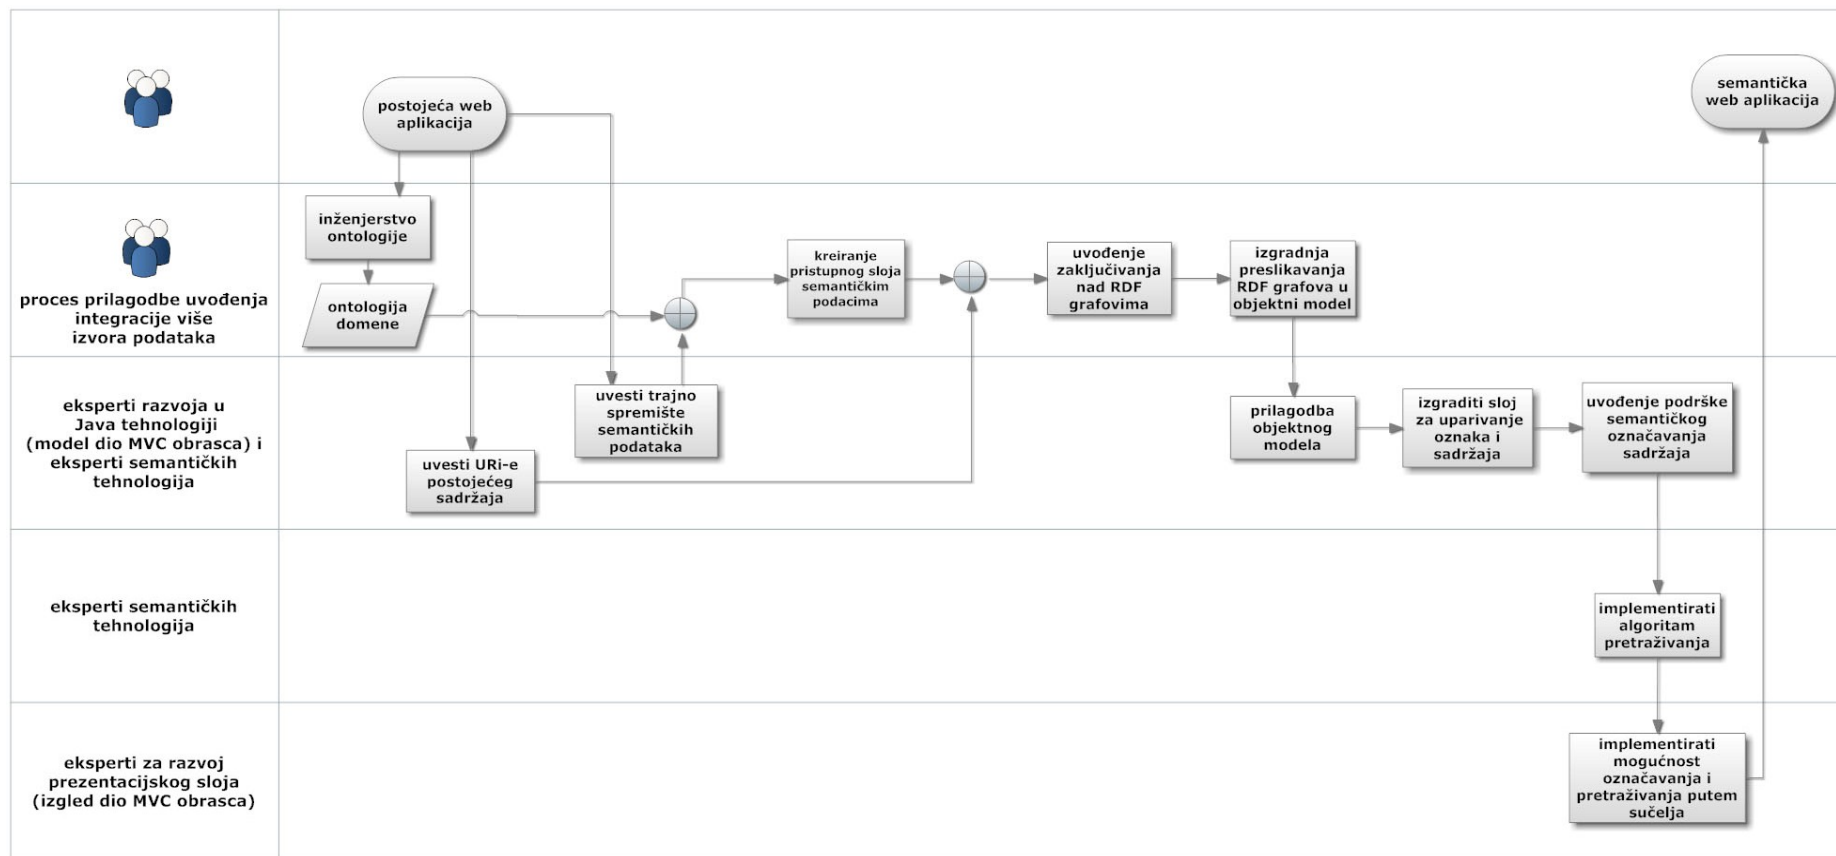 postojeća web
aplikacija
semantička
web aplikacija
proces prilagodbe uvođenja
integracije više
izvora podataka
inženjerstvo
ontologije
ontologija
domene
kreiranje
pristupnog sloja
semantičkim
podacima
uvođenje
zaključivanja
nad RDF
grafovima
izgradnja
preslikavanja
RDF grafova u
objektni model
eksperti razvoja u
Java tehnologiji
(model dio MVC obrasca) i
eksperti semantičkih
tehnologija
uvesti URi-e
postojećeg
sadržaja
uvesti trajno
spremište
semantičkih
podataka
prilagodba
objektnog
modela
izgraditi sloj
za uparivanje
oznaka i
sadržaja
uvođenje podrške
semantičkog
označavanja
sadržaja
eksperti semantičkih
tehnologija
implementirati
algoritam
pretraživanja
eksperti za razvoj
prezentacijskog sloja
(izgled dio MVC obrasca)
implementirati
mogućnost
označavanja i
pretraživanja putem
sučelja